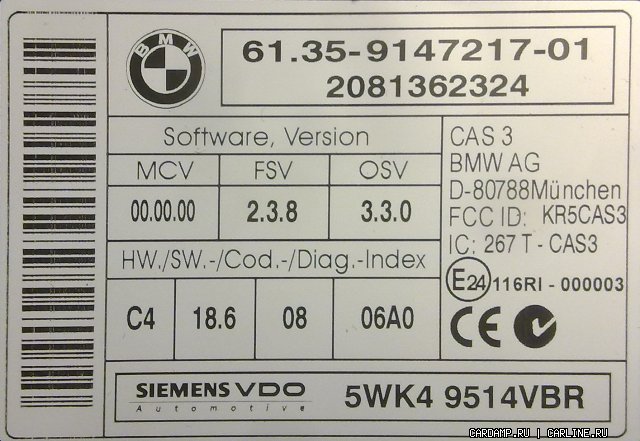 BMW
61.35-9147217-01
2081362324
Software, Version
MCV FSV OSV
00.00.00 2.3.8 3.3.0
HW./SW.-/Cod.-/Diag.-Index
C4 18.6 08 06A0
CAS 3
BMW AG
D-80788München
FCC ID: KR5CAS3
IC: 267 T - CAS3
E24 116RI - 000003
CE
SIEMENS VDO
Automotive
5WK4 9514VBR
CARDAMP.RU | CARLINE.RU